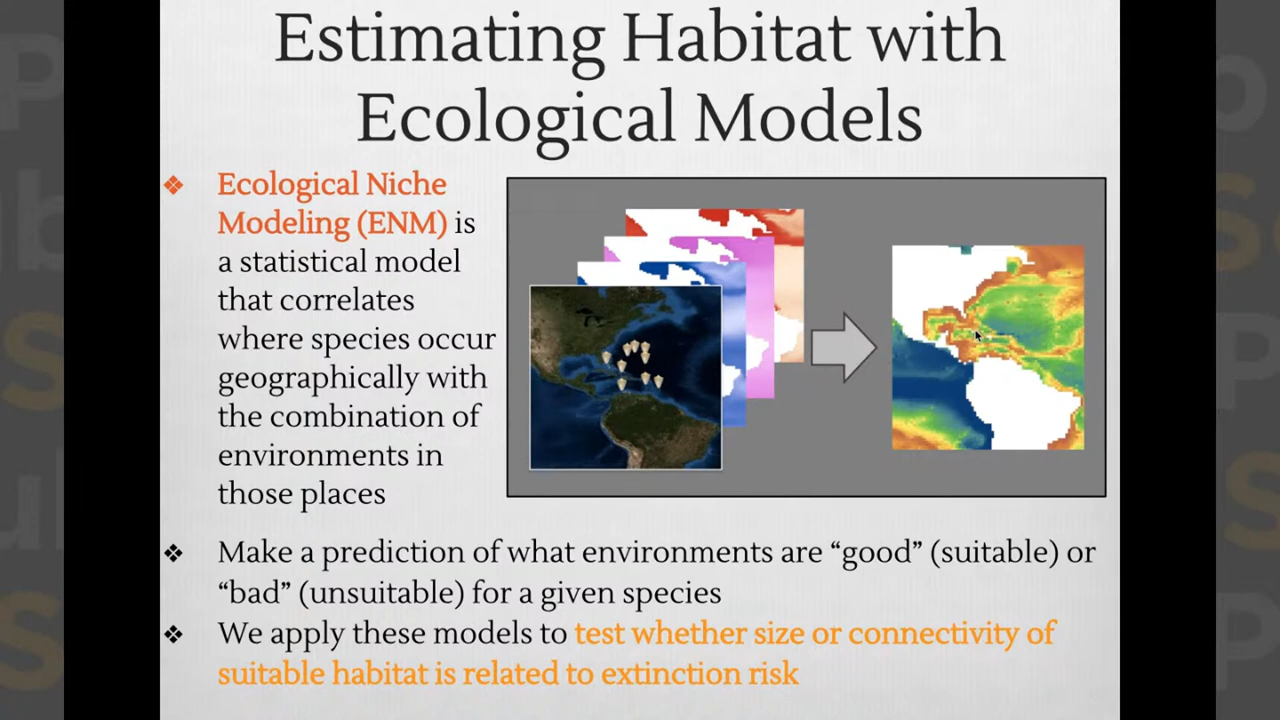 Estimating Habitat with
Ecological Models
❖ Ecological Niche
Modeling (ENM) is
a statistical model
that correlates
where species occur
geographically with
the combination of
environments in
those places
❖ Make a prediction of what environments are “good” (suitable) or
“bad” (unsuitable) for a given species
❖ We apply these models to test whether size or connectivity of
suitable habitat is related to extinction risk